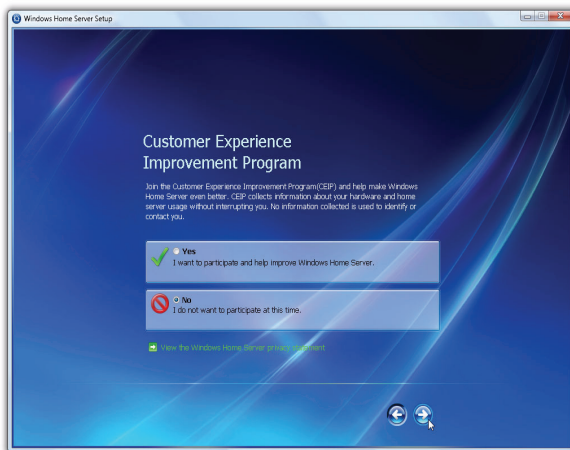 Windows Home Server Setup
Customer Experience
Improvement Program
Join the Customer Experience Improvement Program(CEIP) and help make Windows
Home Server even better. CEIP collects information about your hardware and home
server usage without interrupting you. No information collected is used to identify or
contact you.
Yes
I want to participate and help improve Windows Home Server.
No
I do not want to participate at this time.
View the Windows Home Server privacy statement